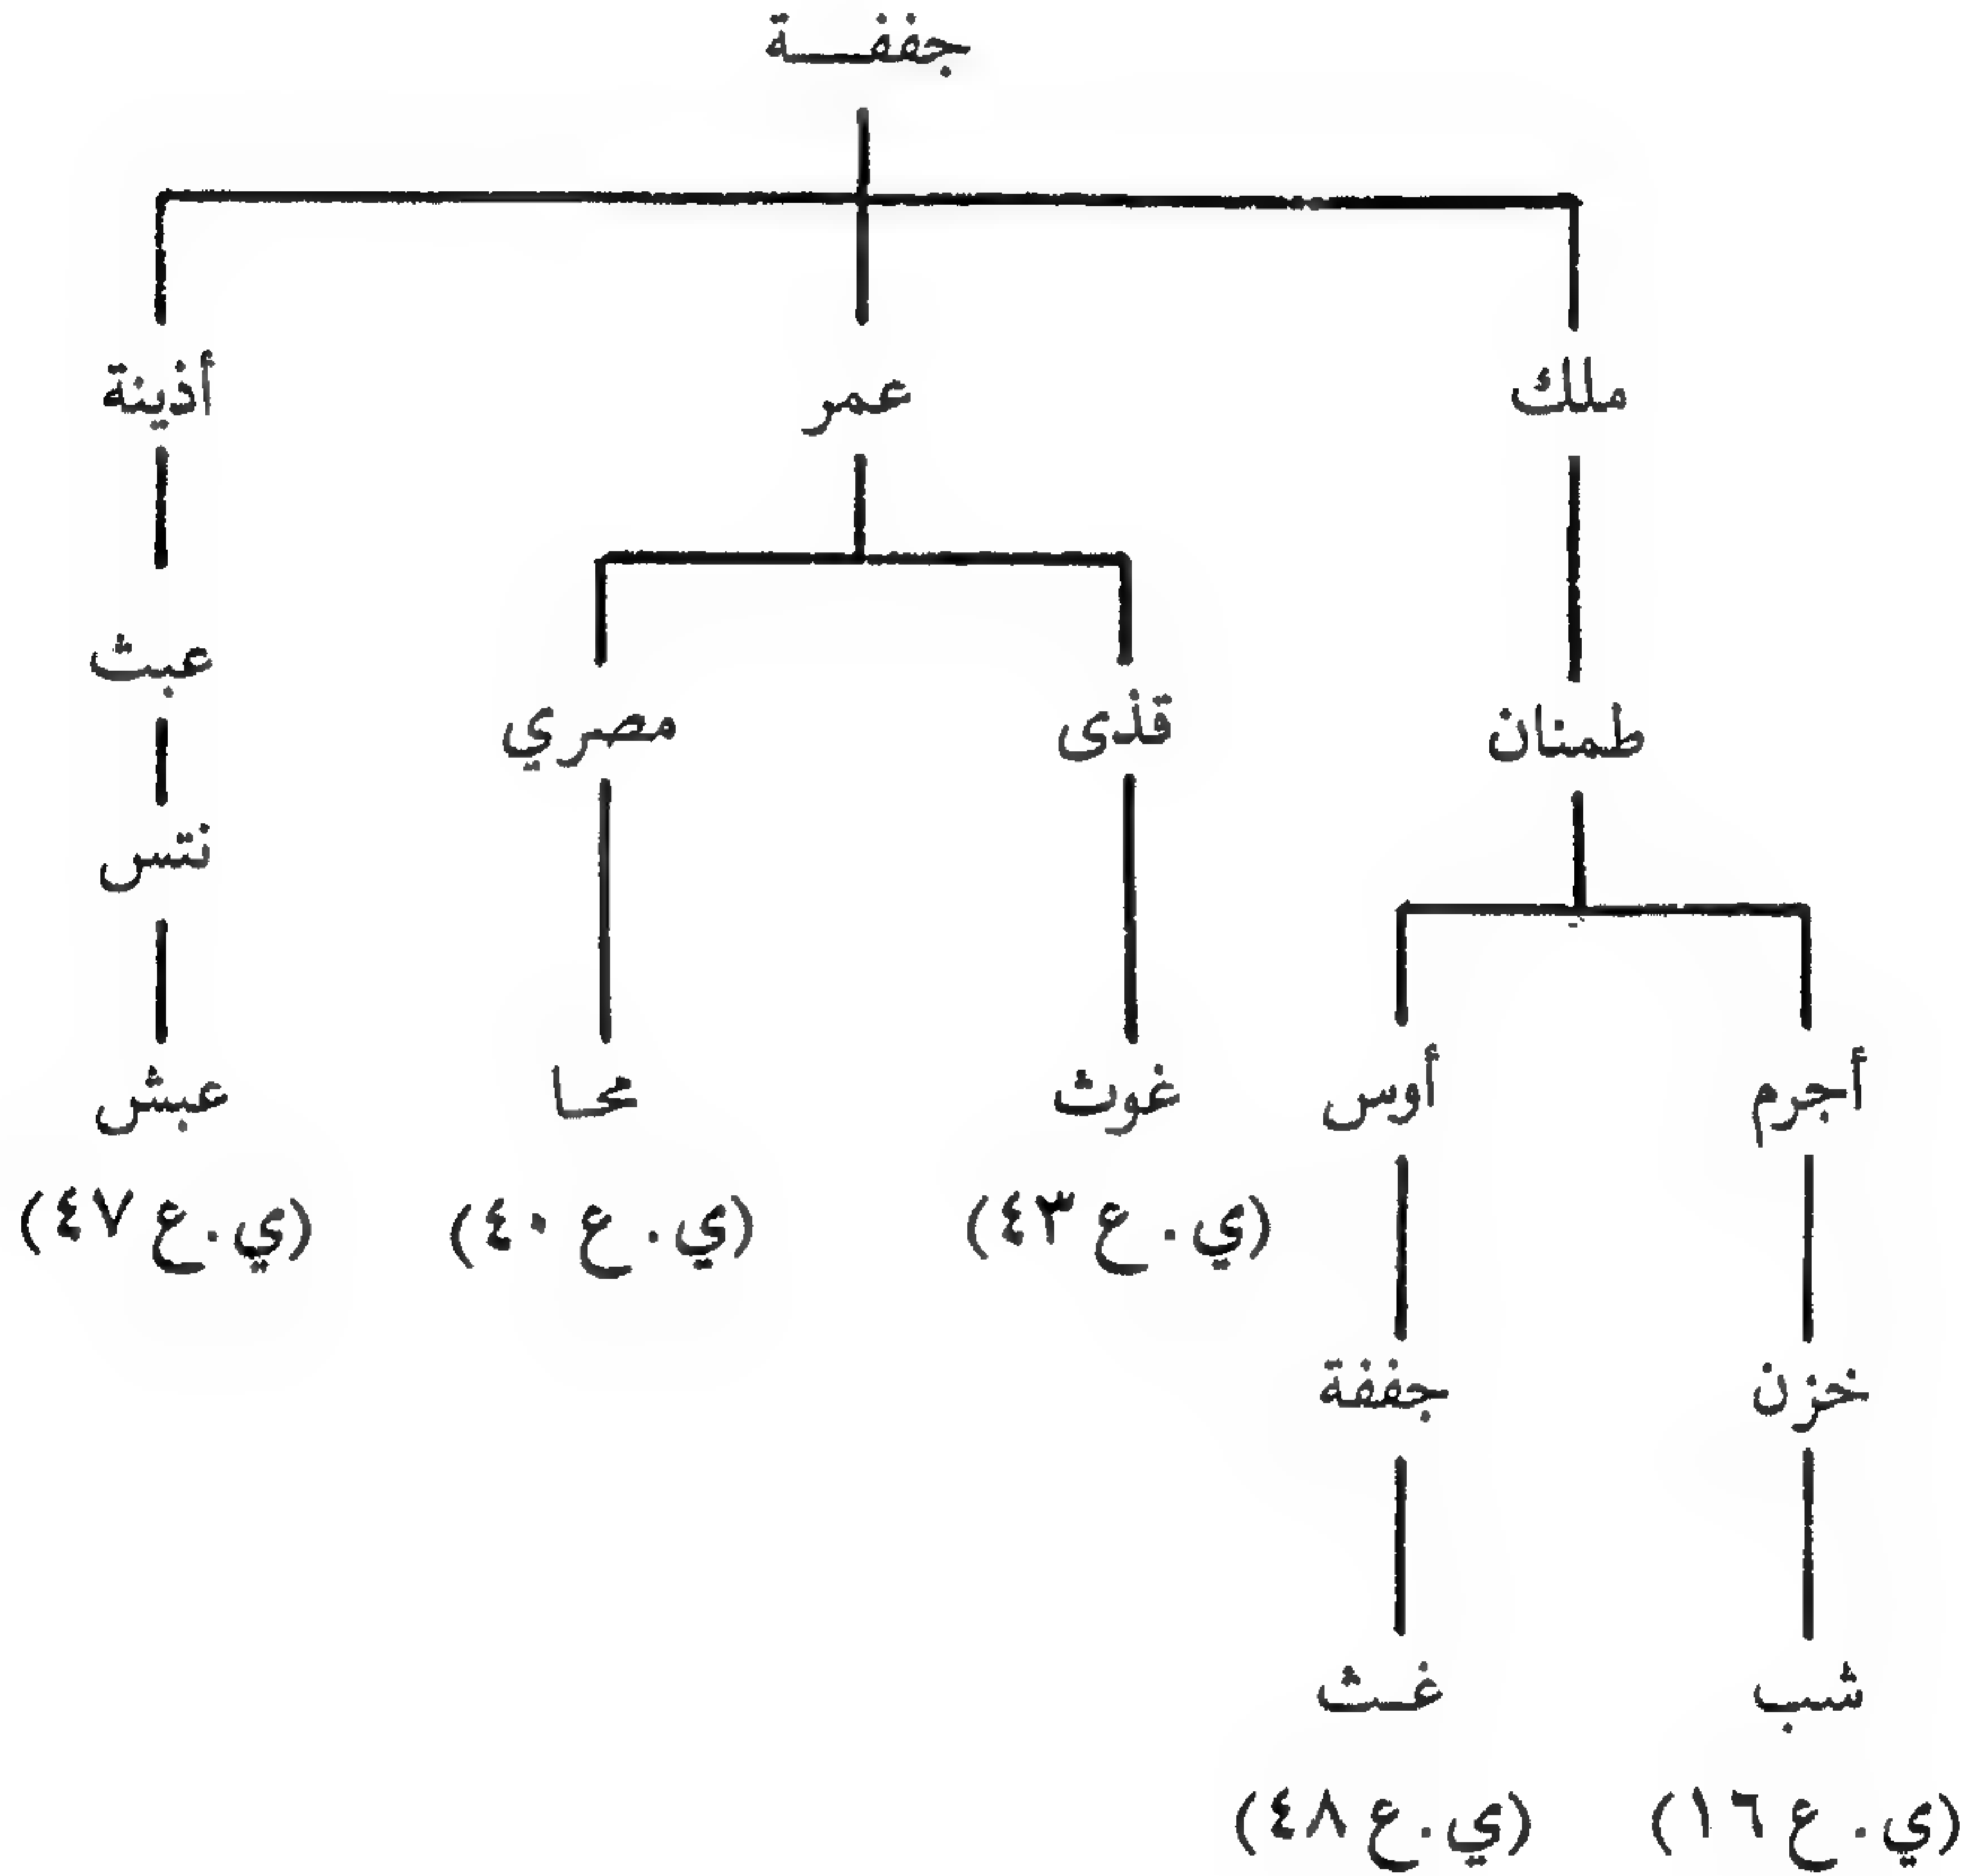 جففة
ملك عمر أذينة
عبث
طمنان قذى مصري
نتس
أجرم أوس غوث محا عبش
(ي. ع ٤٣) (ي. ع ٤٠) (ي. ع ٤٧)
خزن جففة
شب غث
(ي. ع ١٦) (ي. ع ٤٨)